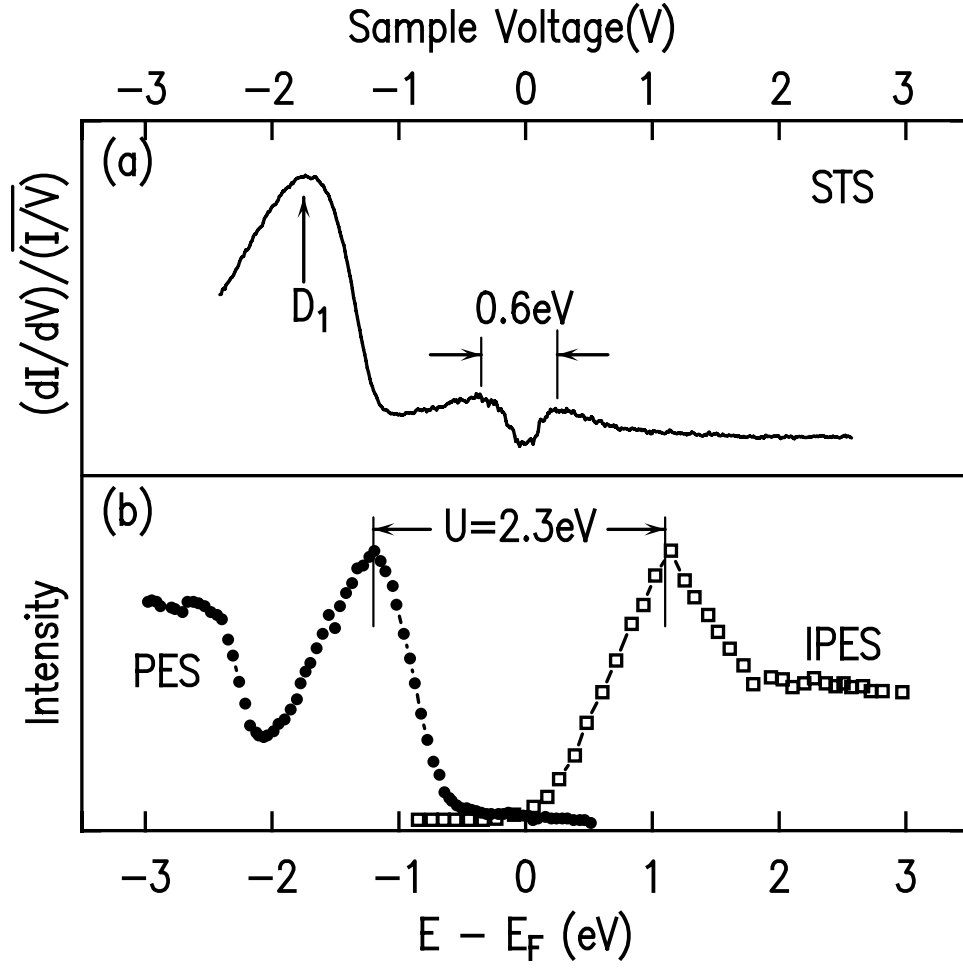 Sample Voltage(V)
−3 −2 −1 0 1 2 3
(a)
STS
(dI/dV)/(I/V)
D1
0.6eV
(b)
U=2.3eV
Intensity
PES
IPES
−3 −2 −1 0 1 2 3
E − EF (eV)